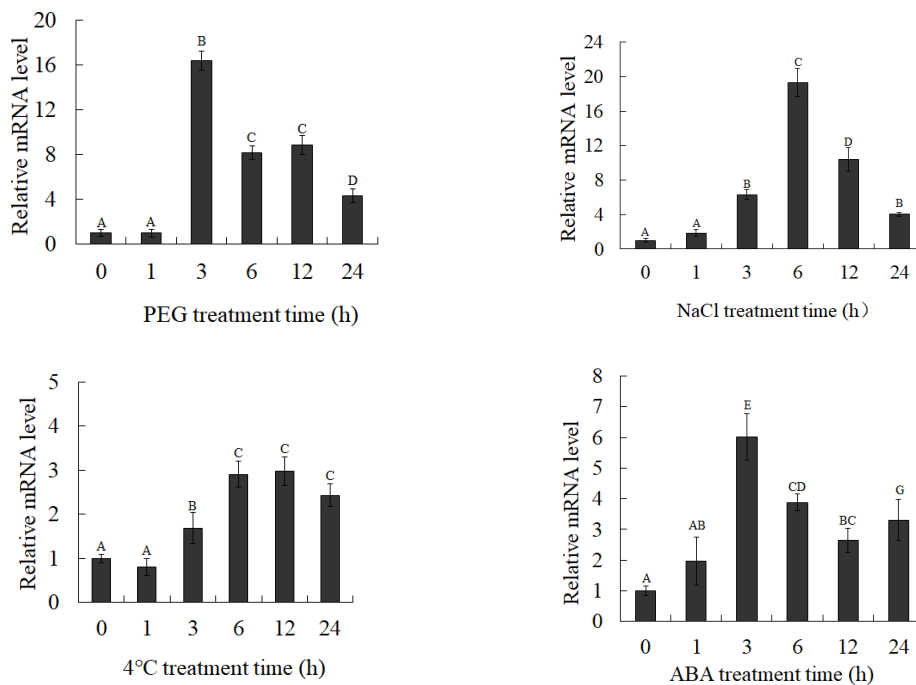 Relative mRNA level
20
16
12
8
4
0
A
A
B
C
C
D
0 1 3 6 12 24
PEG treatment time (h)
Relative mRNA level
24
20
16
12
8
4
0
A
A
B
C
D
B
0 1 3 6 12 24
NaCl treatment time (h）
Relative mRNA level
5
4
3
2
1
0
A
A
B
C
C
C
0 1 3 6 12 24
4°C treatment time (h)
Relative mRNA level
8
7
6
5
4
3
2
1
0
A
AB
E
CD
BC
G
0 1 3 6 12 24
ABA treatment time (h)